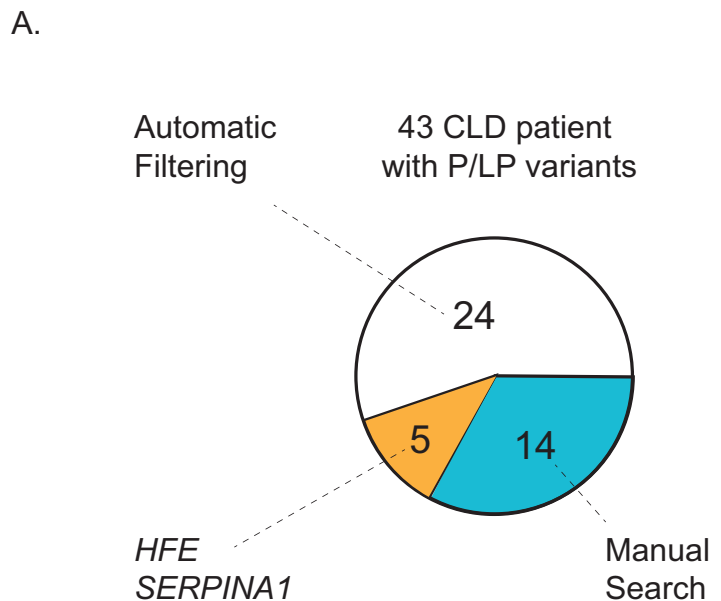 A.
Automatic
Filtering
43 CLD patient
with P/LP variants
24
5
14
HFE
SERPINA1
Manual
Search